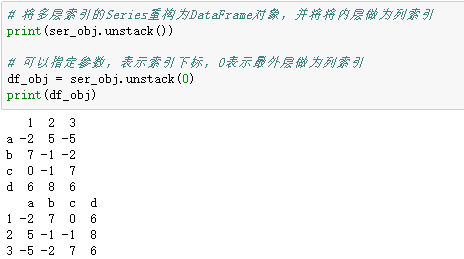 # 将多层索引的Series重构为DataFrame对象，并将将内层做为列索引
print(ser_obj.unstack())
# 可以指定参数，表示索引下标，0表示最外层做为列索引
df_obj = ser_obj.unstack(0)
print(df_obj)
   1  2  3
a -2  5 -5
b  7 -1 -2
c  0 -1  7
d  6  8  6
   a  b  c  d
1 -2  7  0  6
2  5 -1 -1  8
3 -5 -2  7  6